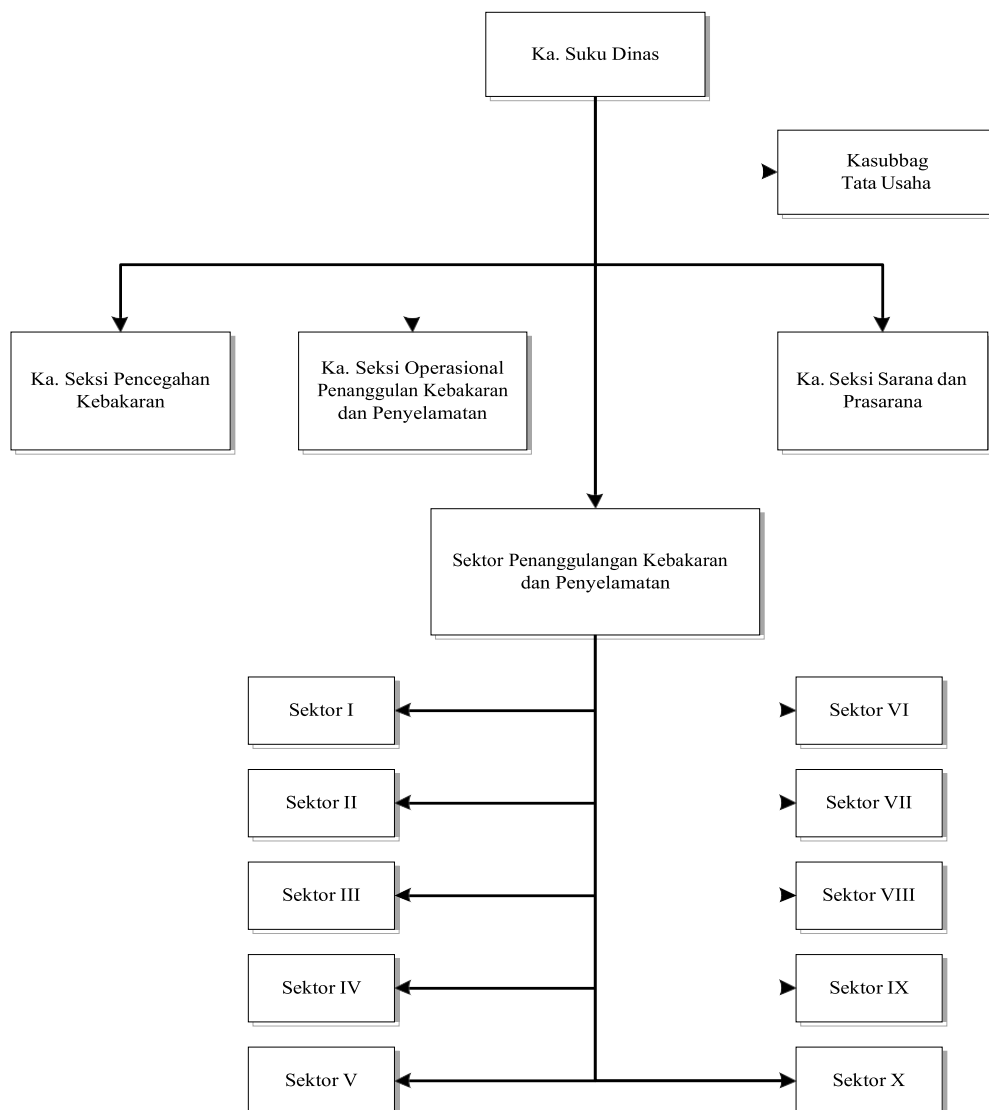 Ka. Suku Dinas
Kasubbag
Tata Usaha
Ka. Seksi Pencegahan
Kebakaran
Ka. Seksi Operasional
Penanggulan Kebakaran
dan Penyelamatan
Ka. Seksi Sarana dan
Prasarana
Sektor Penanggulangan Kebakaran
dan Penyelamatan
Sektor I
Sektor VI
Sektor II
Sektor VII
Sektor III
Sektor VIII
Sektor IV
Sektor IX
Sektor V
Sektor X